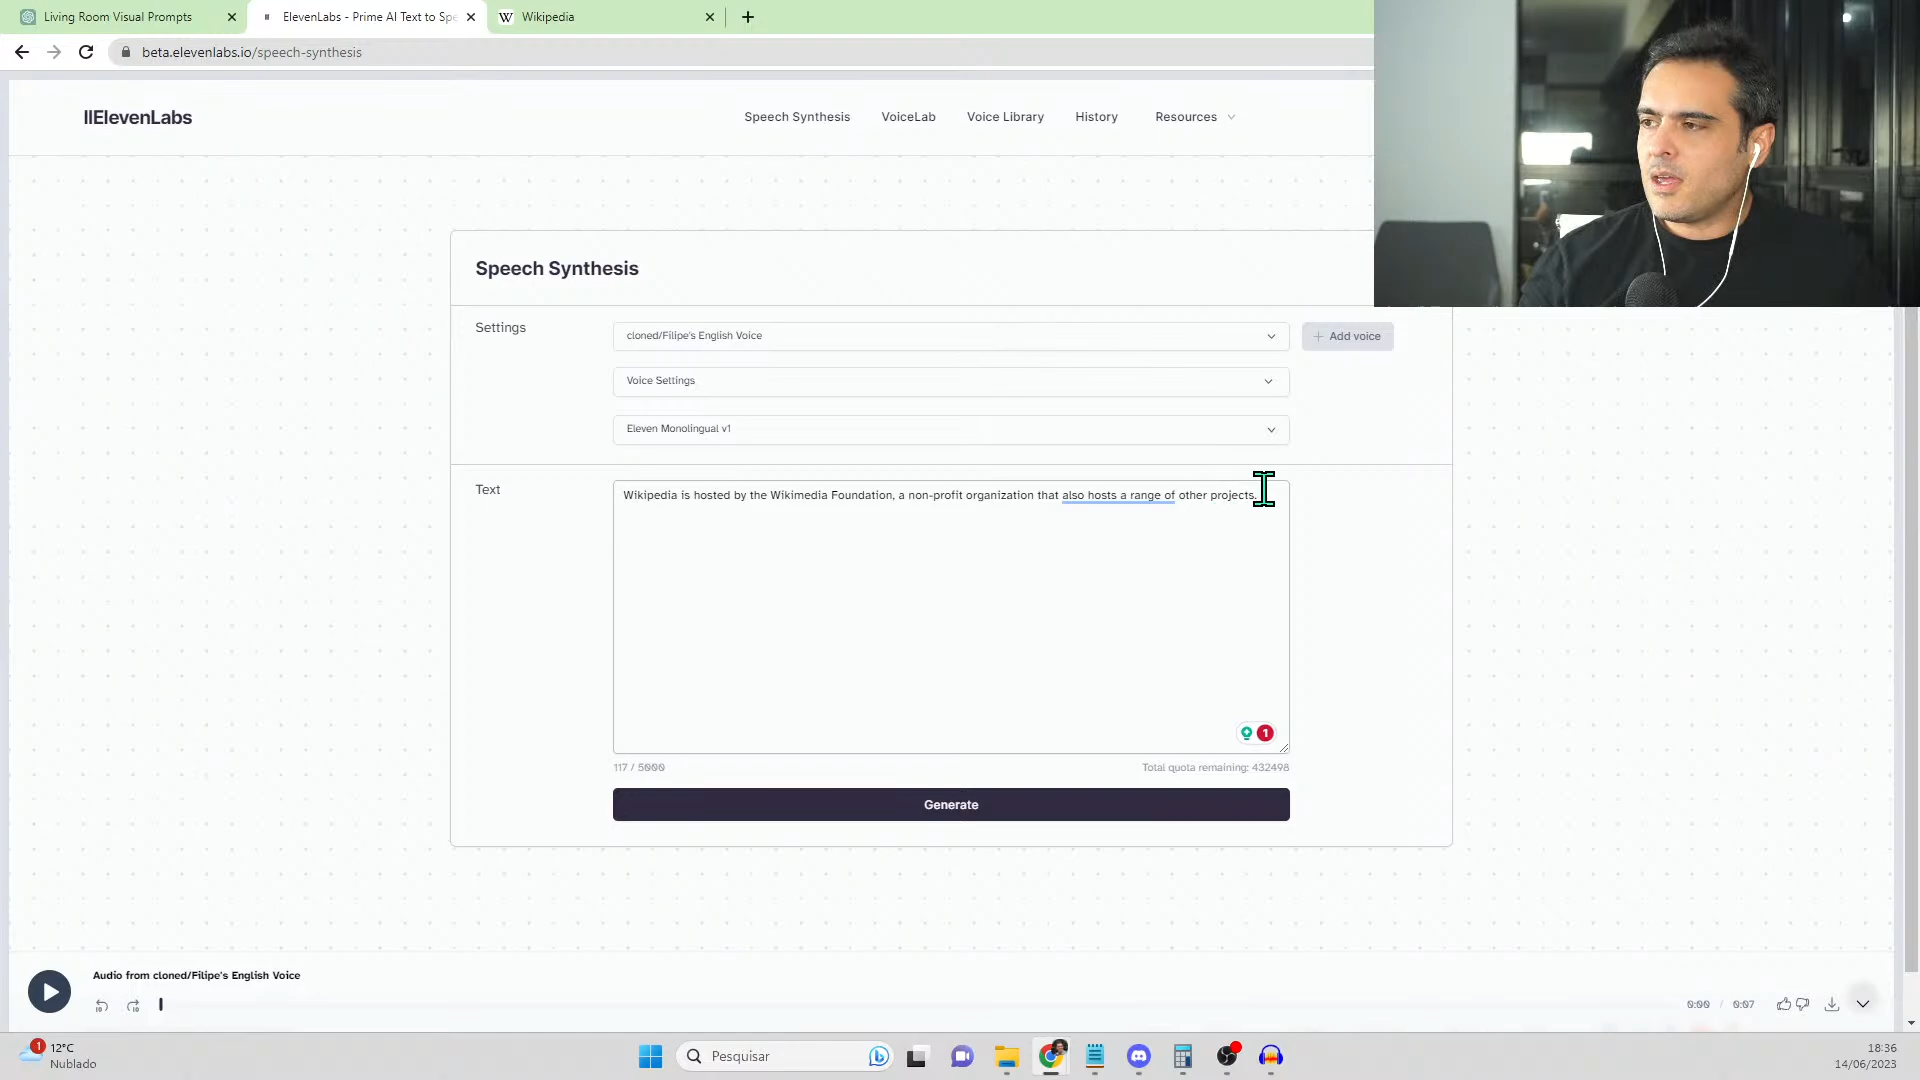 Living Room Visual Prompts
ElevenLabs - Prime AI Text to Spe
W Wikipedia
beta.elevenlabs.io/speech-synthesis
IIElevenLabs
Speech Synthesis
VoiceLab
Voice Library
History
Resources
Speech Synthesis
Settings
cloned/Filipe's English Voice
+ Add voice
Voice Settings
Eleven Monolingual v1
Text
Wikipedia is hosted by the Wikimedia Foundation, a non-profit organization that also hosts a range of other projects.
1
117 / 5000
Total quota remaining: 432498
Generate
Audio from cloned/Filipe's English Voice
10
10
0:00 / 0:07
1
12°C
Nublado
Pesquisar
18:36
14/06/2023